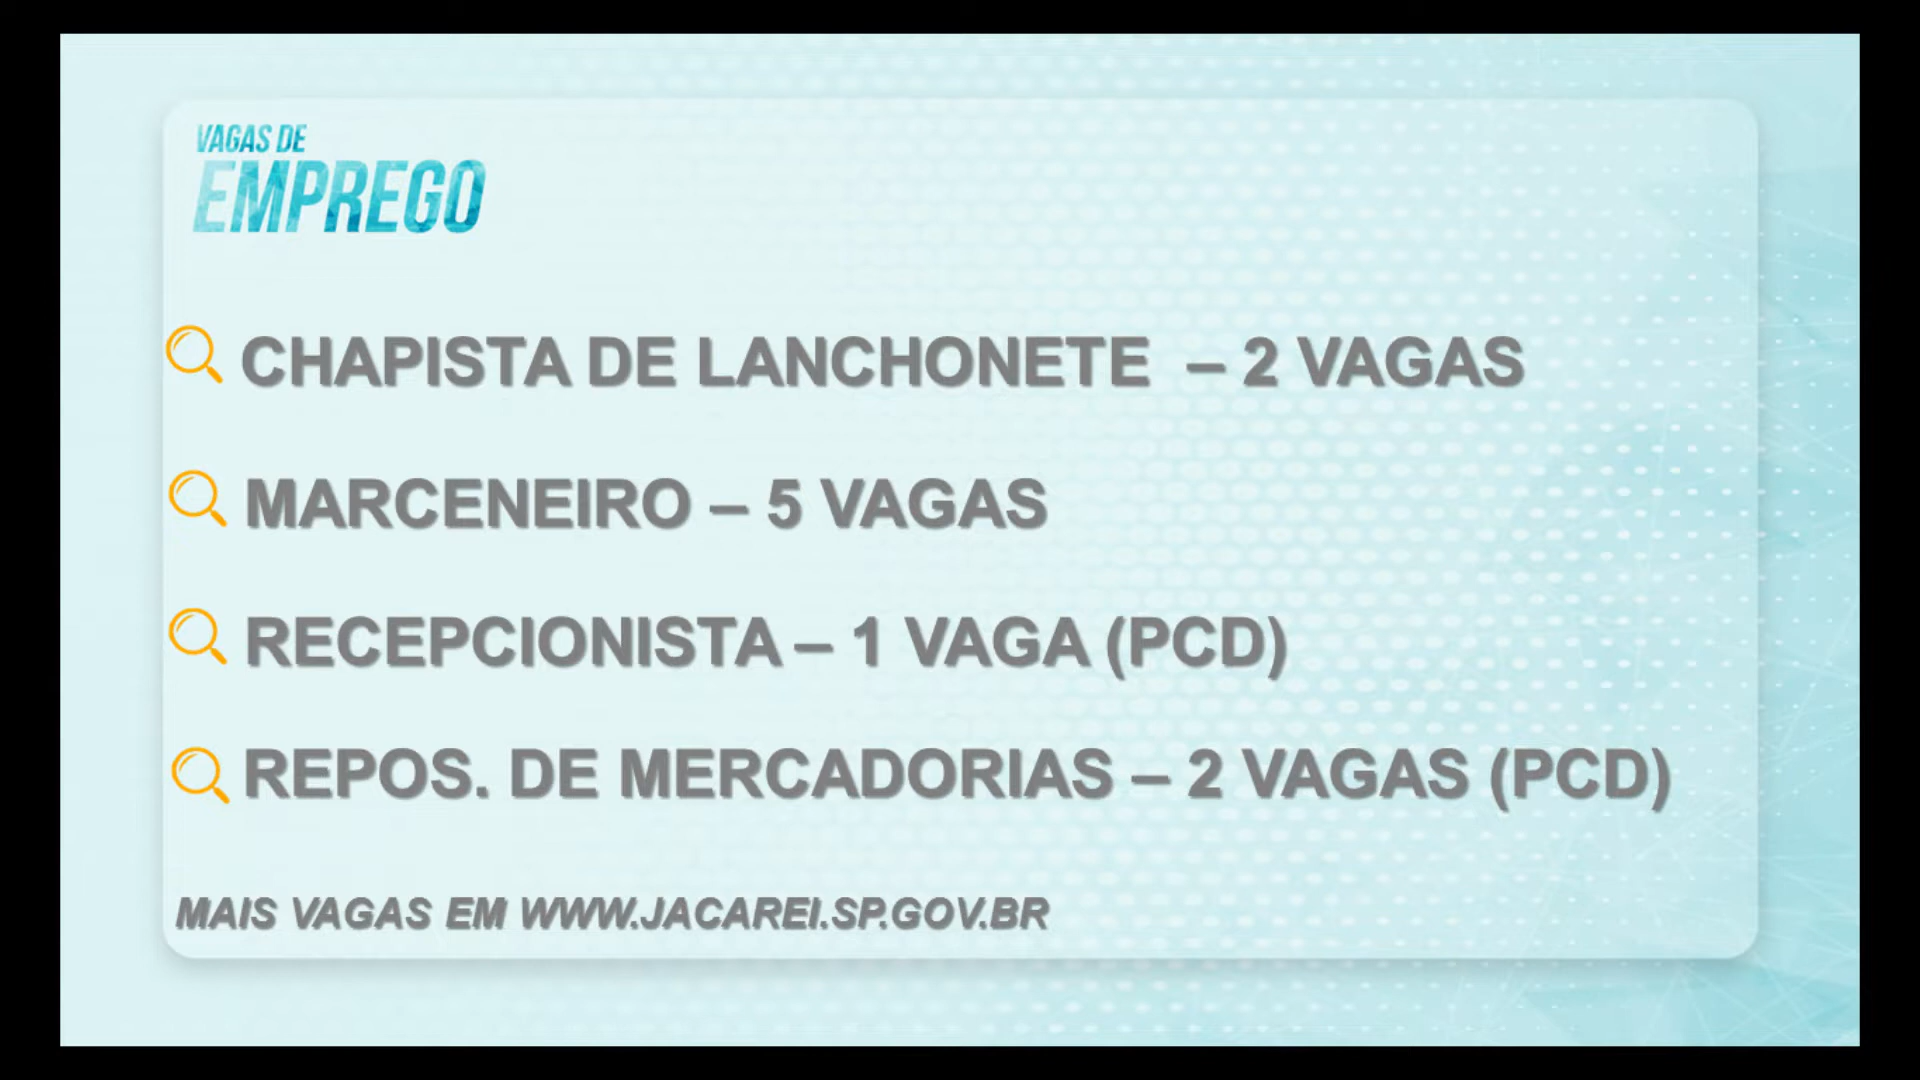 VAGAS DE
EMPREGO
CHAPISTA DE LANCHONETE – 2 VAGAS
MARCENEIRO – 5 VAGAS
RECEPCIONISTA – 1 VAGA (PCD)
REPOS. DE MERCADORIAS – 2 VAGAS (PCD)
MAIS VAGAS EM WWW.JACAREI.SP.GOV.BR